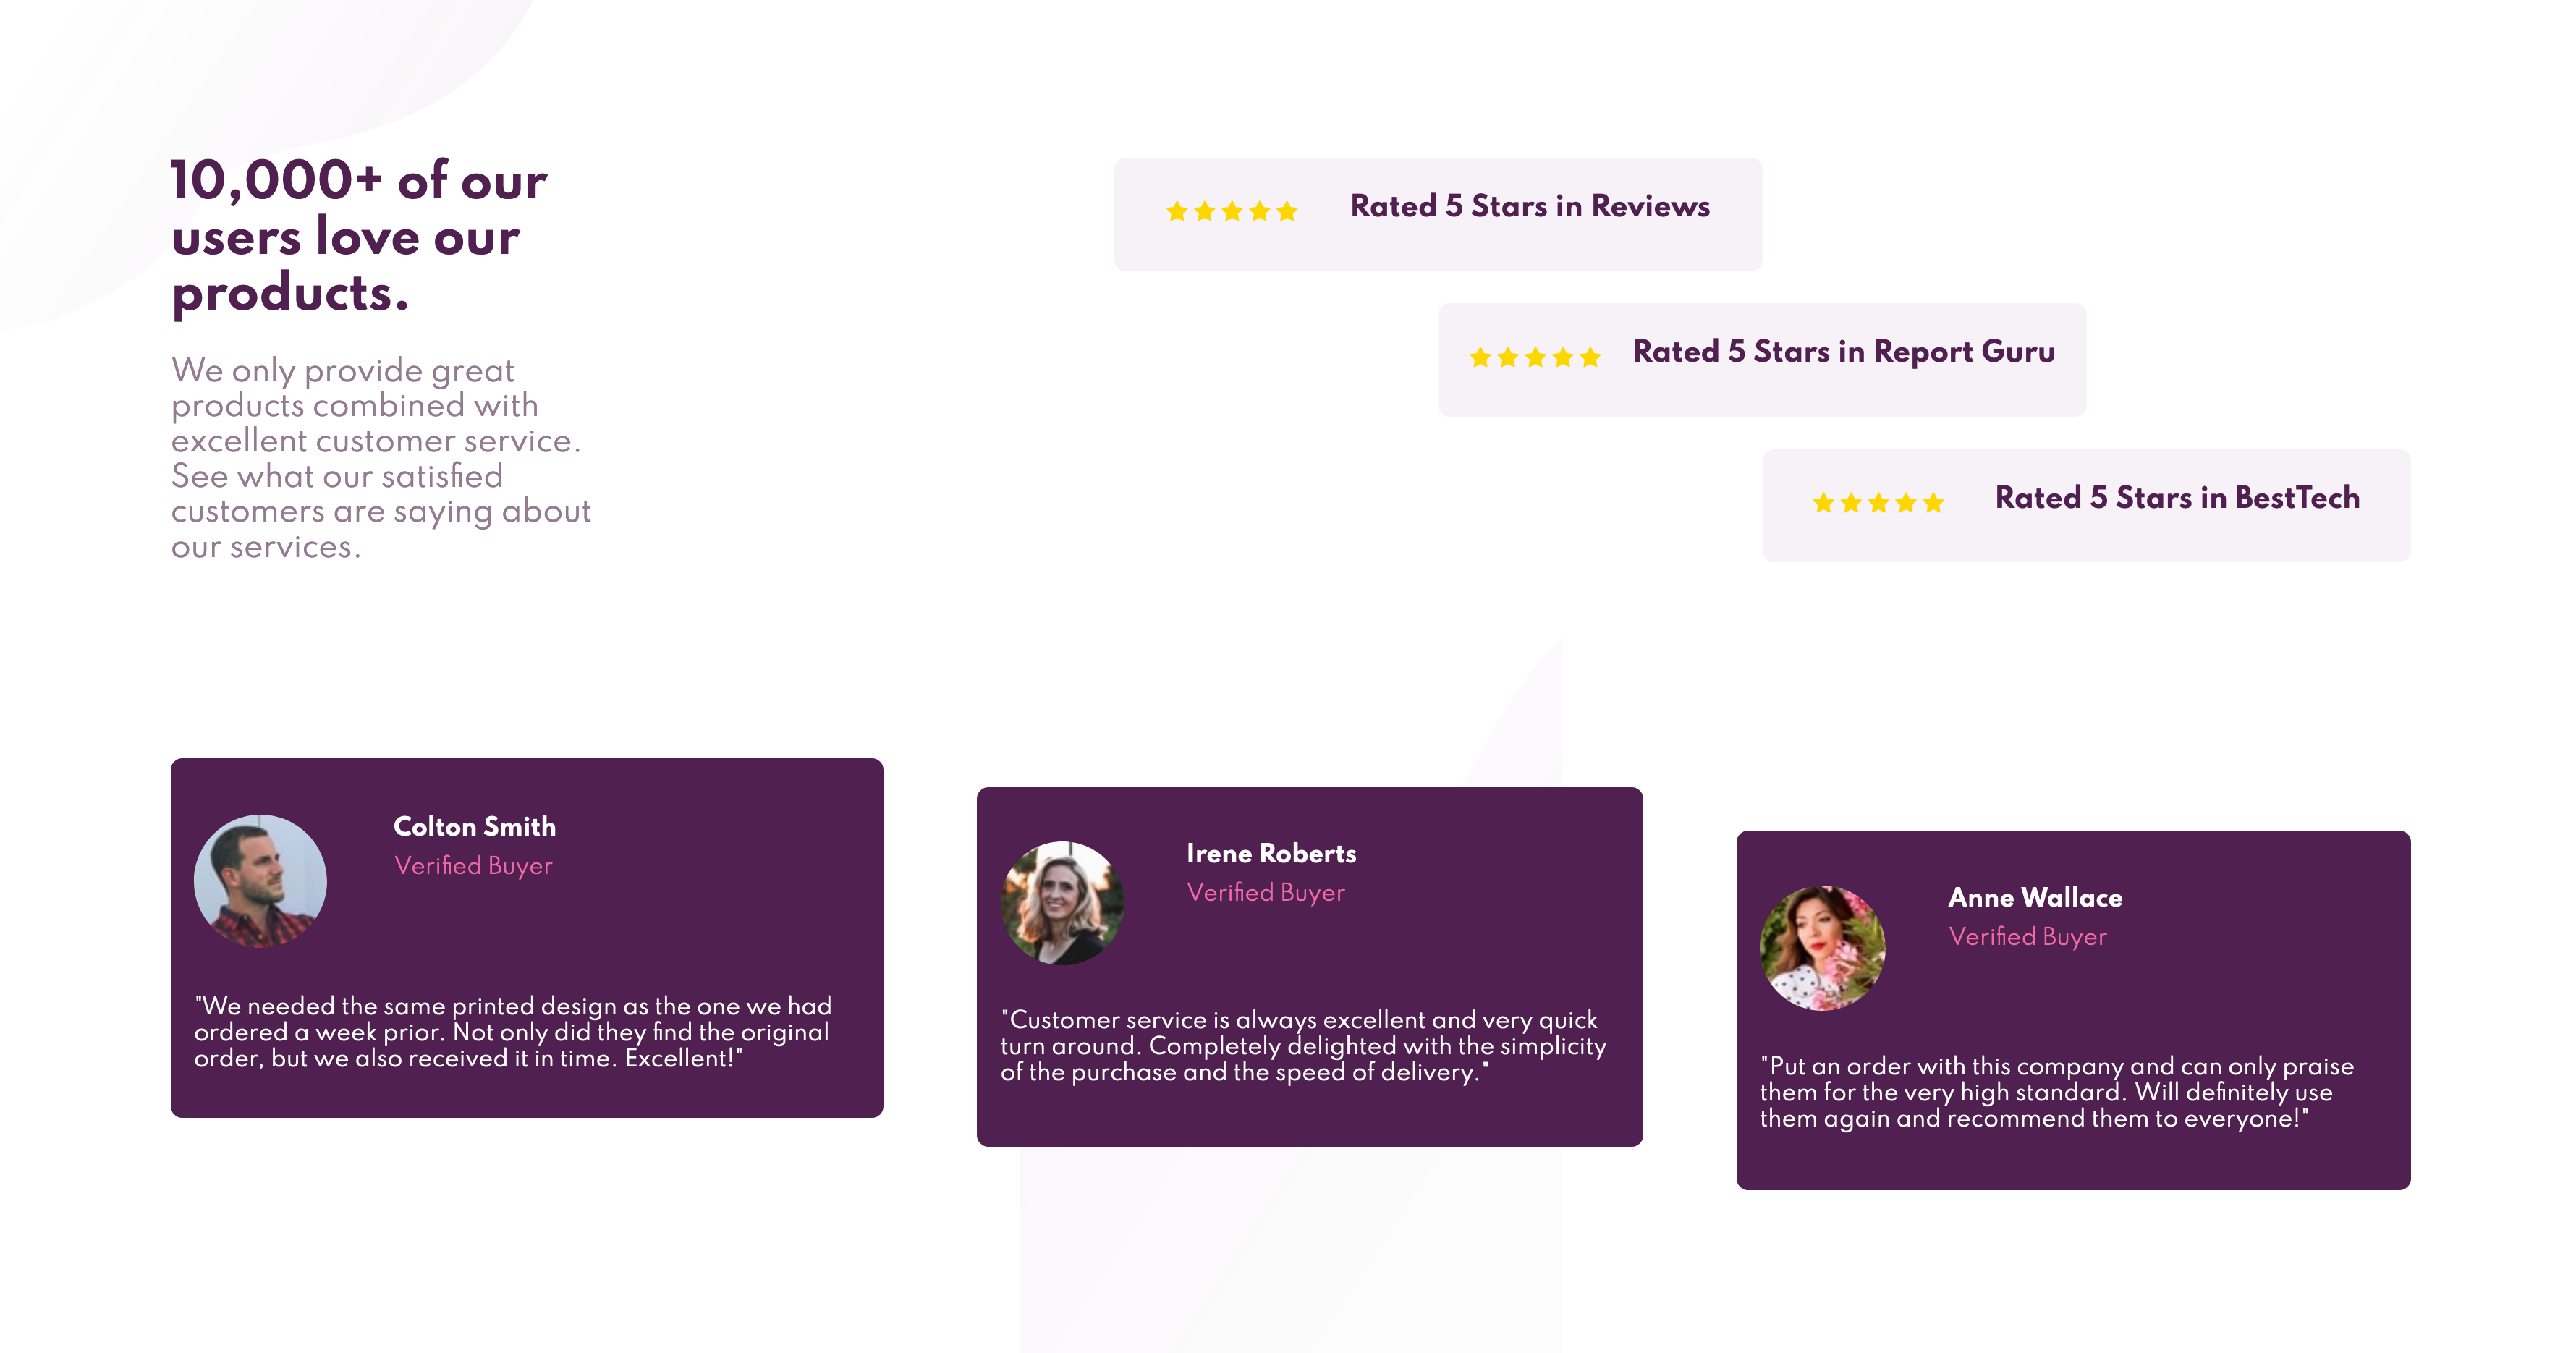 10,000+ of our
users love our
products.
We only provide great
products combined with
excellent customer service.
See what our satisfied
customers are saying about
our services.
Rated 5 Stars in Reviews
Rated 5 Stars in Report Guru
Rated 5 Stars in BestTech
Colton Smith
Verified Buyer
"We needed the same printed design as the one we had
ordered a week prior. Not only did they find the original
order, but we also received it in time. Excellent!"
Irene Roberts
Verified Buyer
"Customer service is always excellent and very quick
turn around. Completely delighted with the simplicity
of the purchase and the speed of delivery."
Anne Wallace
Verified Buyer
"Put an order with this company and can only praise
them for the very high standard. Will definitely use
them again and recommend them to everyone!"